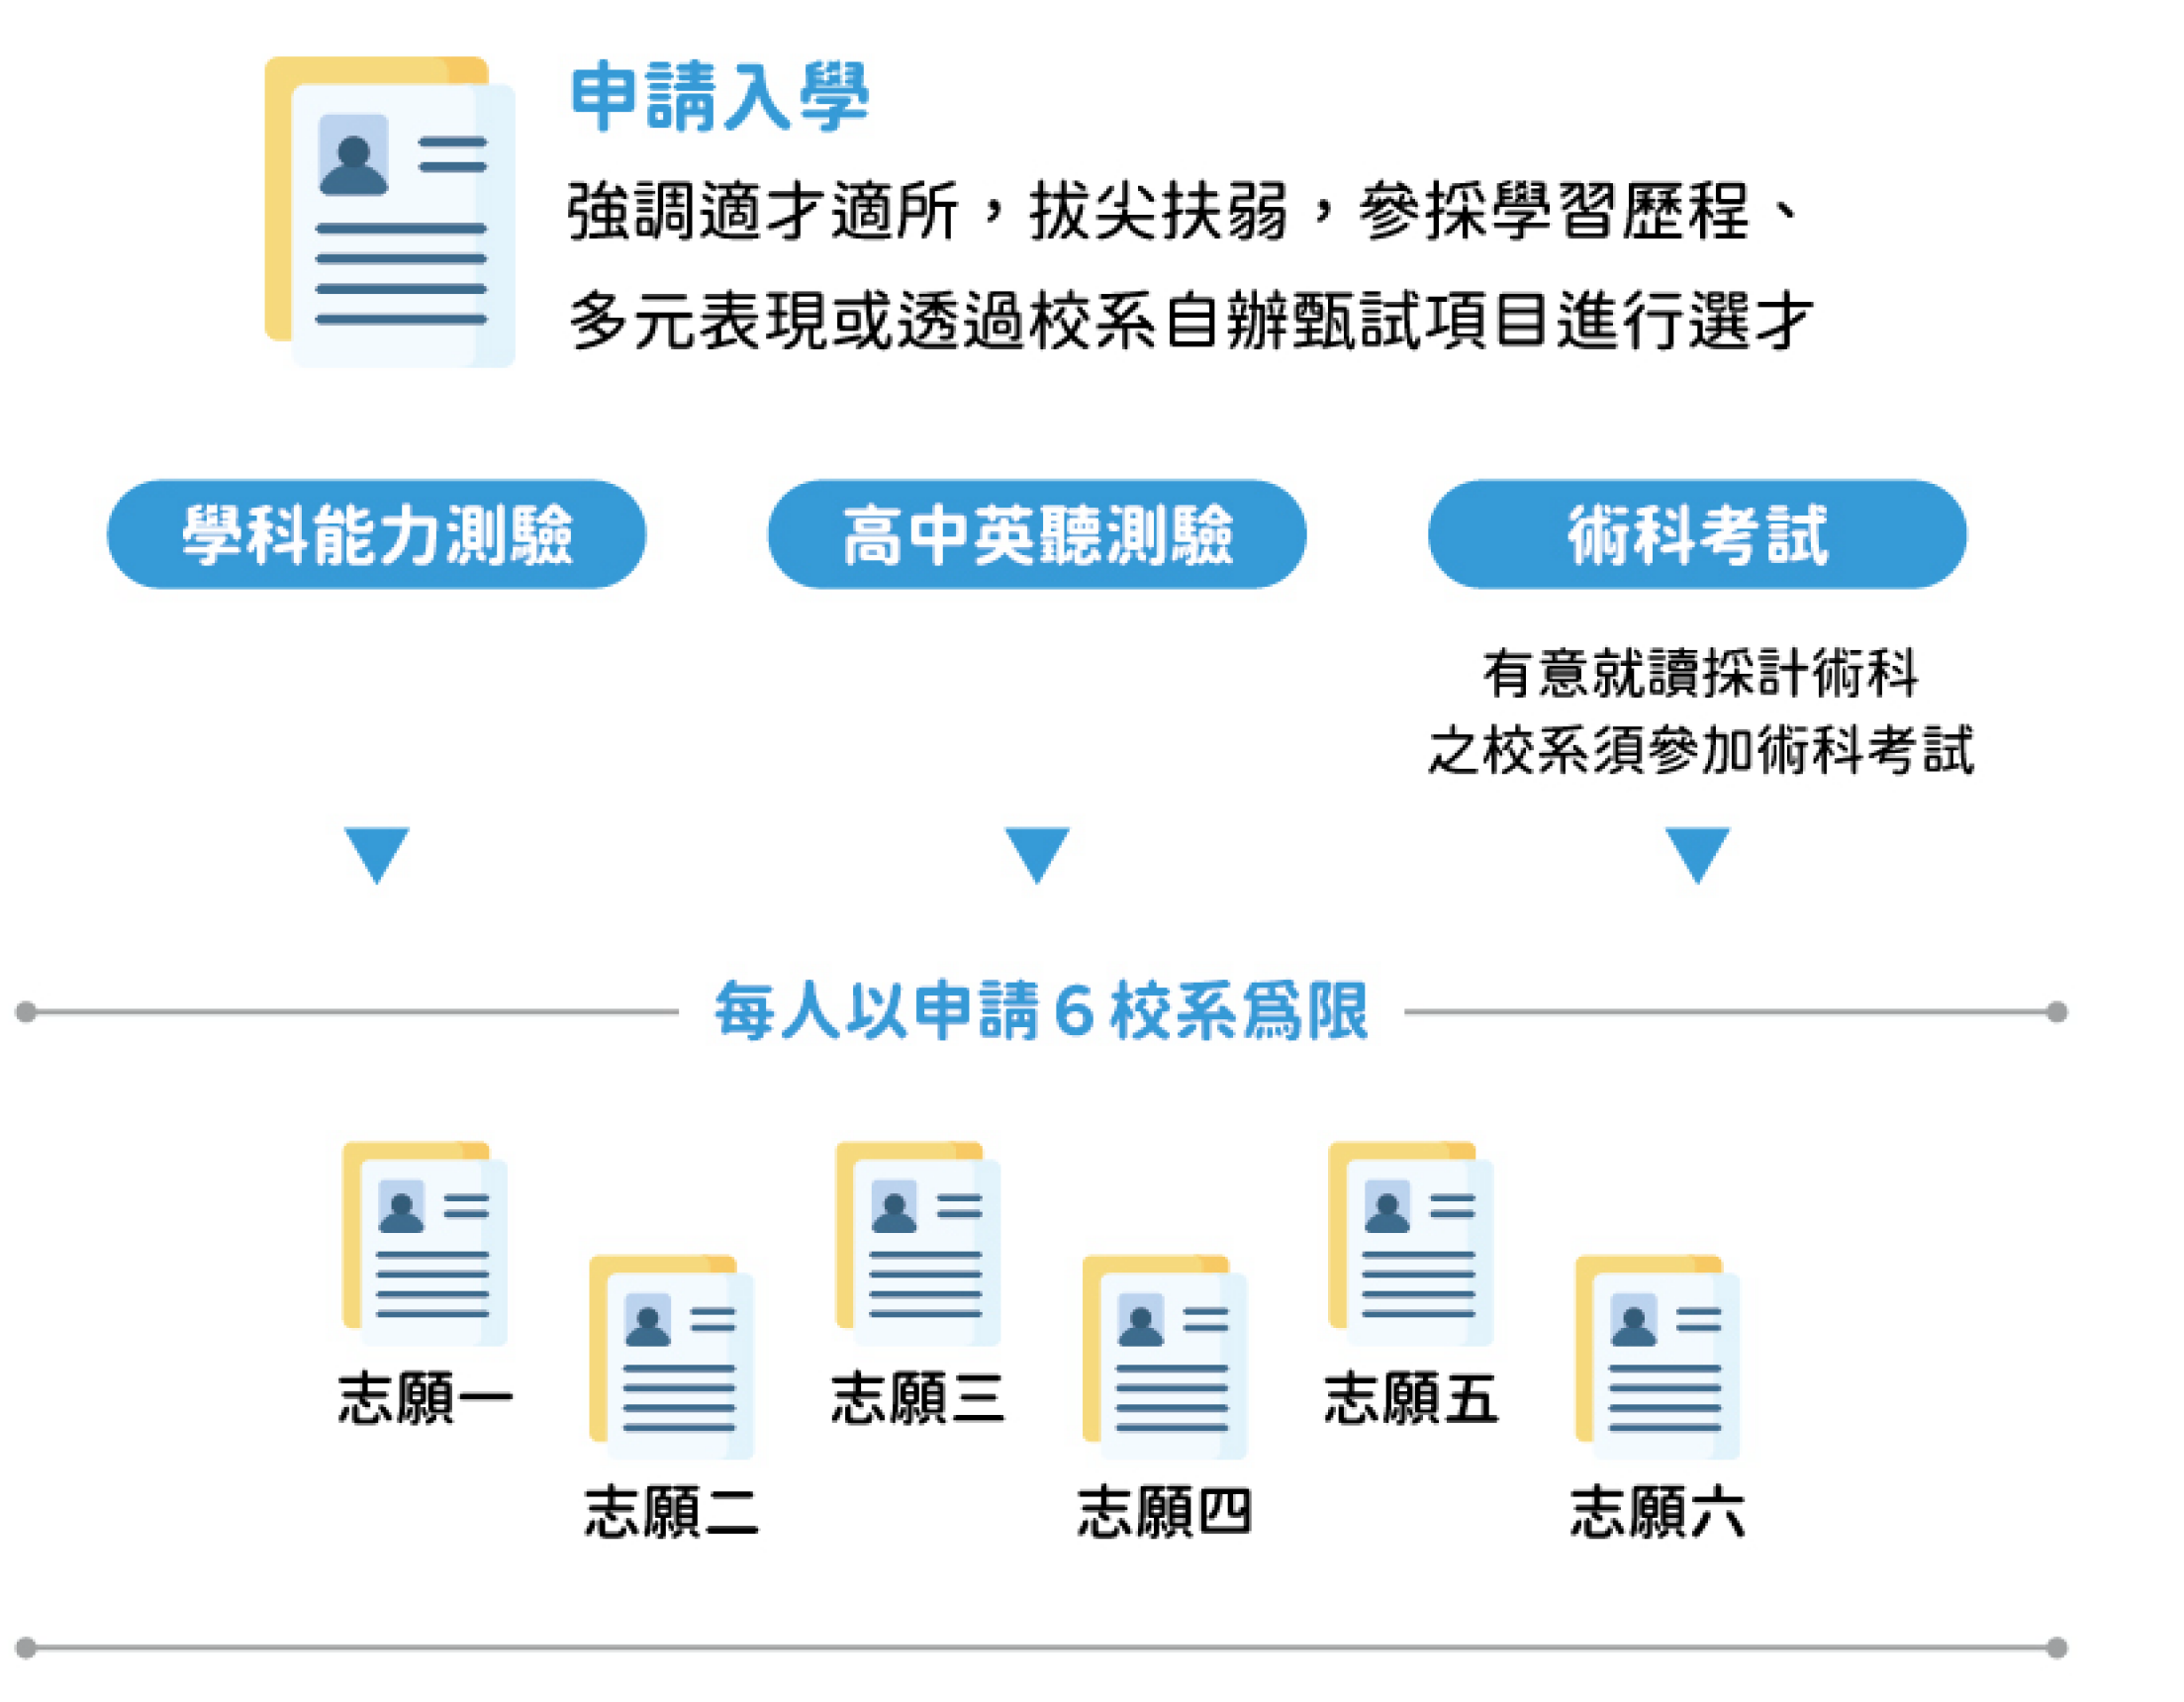 申請入學
強調適才適所，拔尖扶弱，參採學習歷程、
多元表現或透過校系自辦甄試項目進行選才
學科能力測驗
高中英聽測驗
術科考試
有意就讀採計術科
之校系須參加術科考試
每人以申請6校系爲限
志願一
志願二
志願三
志願四
志願五
志願六